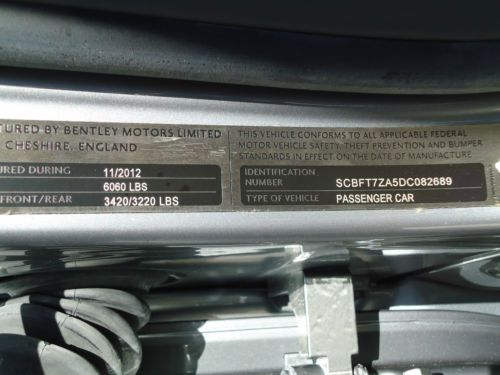 TURED BY BENTLEY MOTORS LIMITED
CHESHIRE, ENGLAND
URED DURING 11/2012
6060 LBS
FRONT/REAR 3420/3220 LBS
THIS VEHICLE CONFORMS TO ALL APPLICABLE FEDERAL
MOTOR VEHICLE SAFETY, THEFT PREVENTION AND BUMPER
STANDARDS IN EFFECT ON THE DATE OF MANUFACTURE
IDENTIFICATION
NUMBER SCBFT7ZA5DC082689
TYPE OF VEHICLE PASSENGER CAR